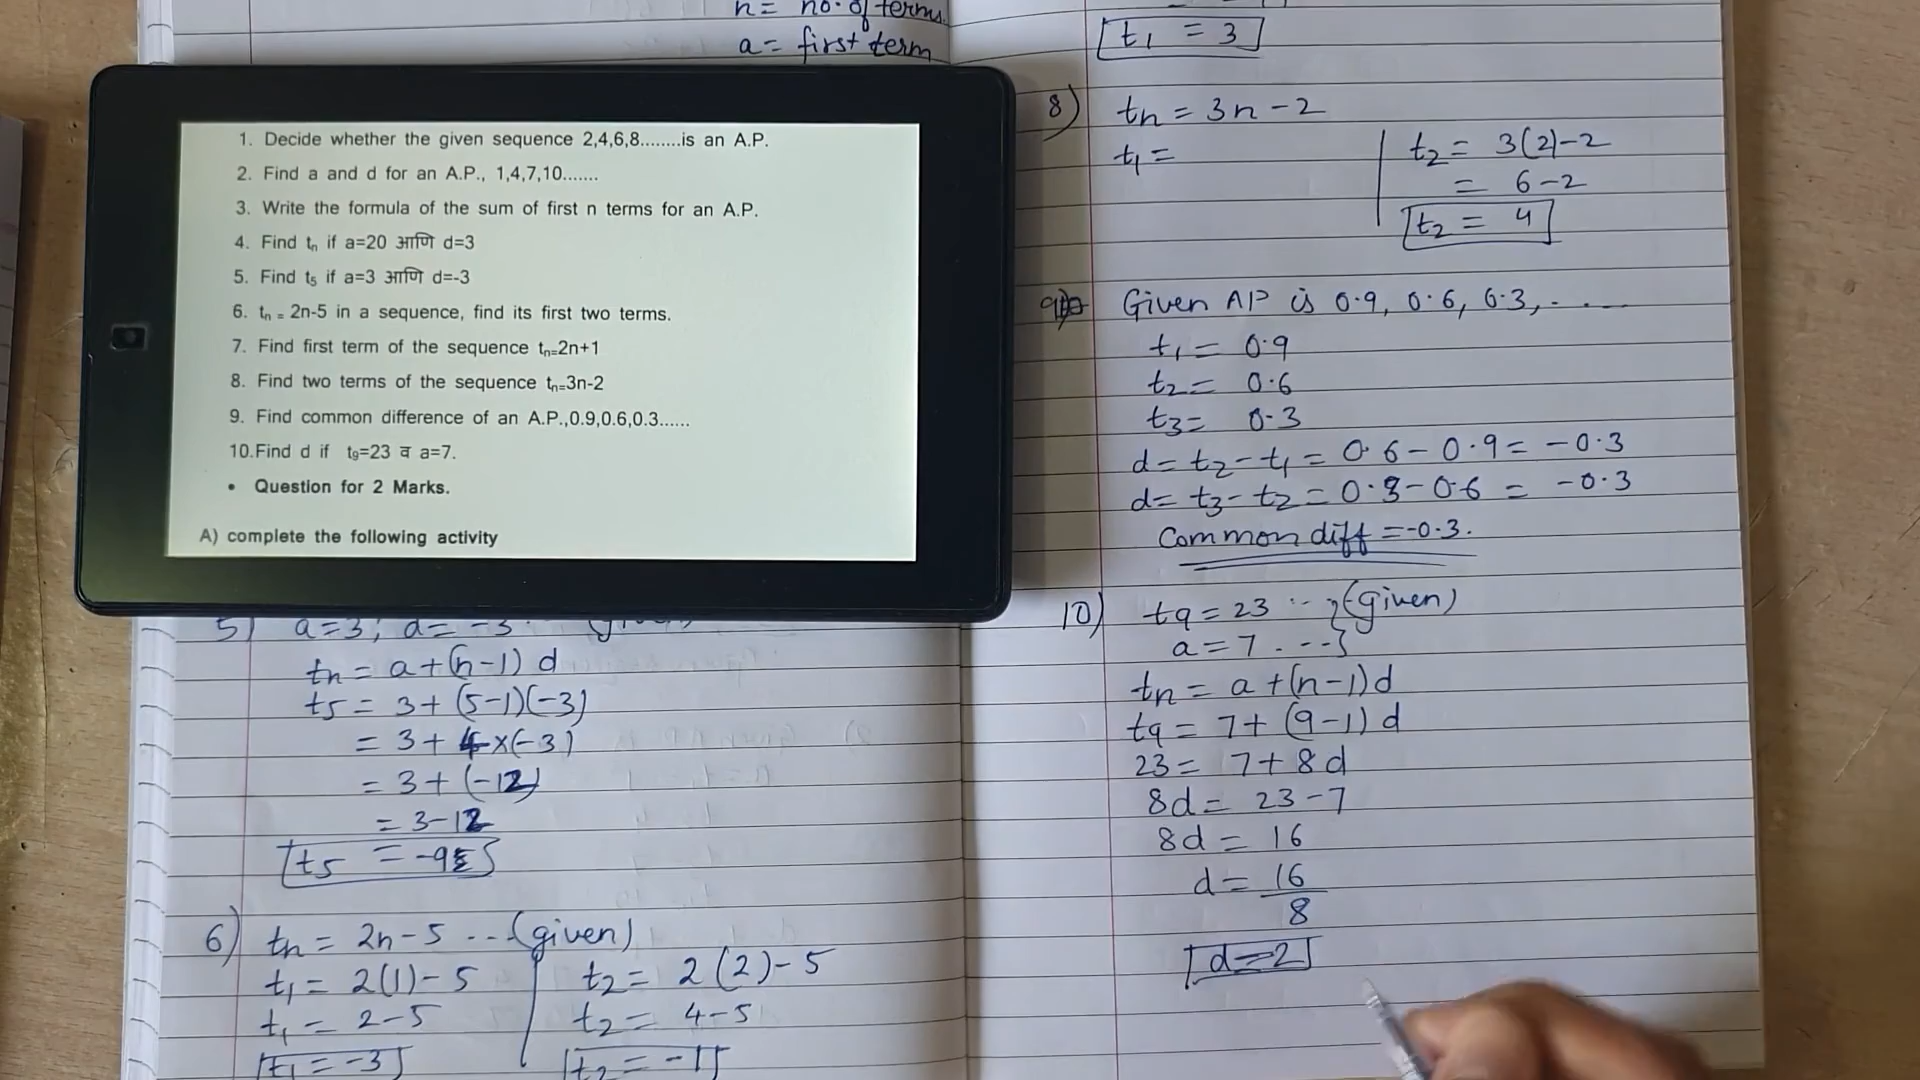 n = no. of terms.
a = first term
1. Decide whether the given sequence 2,4,6,8........is an A.P.
2. Find a and d for an A.P., 1,4,7,10.......
3. Write the formula of the sum of first n terms for an A.P.
4. Find tn if a=20 आणि d=3
5. Find t5 if a=3 आणि d=-3
6. tn = 2n-5 in a sequence, find its first two terms.
7. Find first term of the sequence tn=2n+1
8. Find two terms of the sequence tn=3n-2
9. Find common difference of an A.P.,0.9,0.6,0.3......
10.Find d if t9=23 व a=7.
• Question for 2 Marks.
A) complete the following activity
5) a=3, d= -3
tn = a+(n-1) d
t5 = 3+ (5-1)(-3)
= 3+ 4×(-3)
= 3+ (-12)
= 3-12
t5 = -9
6) tn = 2n-5 ...(given)
t1 = 2(1)-5
t1 = 2-5
t1 = -3
t2 = 2(2)-5
t2 = 4-5
t2 = -1
t1 = 3
8) tn = 3n-2
t1 =
t2 = 3(2)-2
= 6-2
t2 = 4
9) Given AP is 0.9, 0.6, 0.3, .....
t1 = 0.9
t2 = 0.6
t3 = 0.3
d = t2 - t1 = 0.6 - 0.9 = -0.3
d = t3 - t2 = 0.3 - 0.6 = -0.3
Common diff = -0.3.
10) t9 = 23 ... } (given)
a = 7 ... }
tn = a+(n-1)d
t9 = 7+ (9-1) d
23 = 7+8d
8d = 23-7
8d = 16
d = 16
8
d = 2